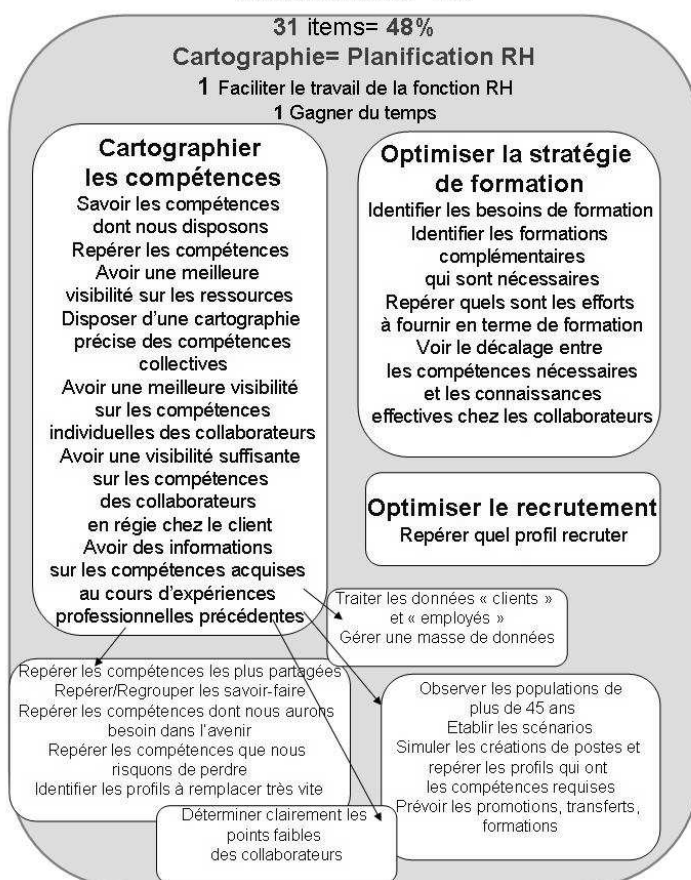 31 items= 48%
Cartographie= Planification RH
1 Faciliter le travail de la fonction RH
1 Gagner du temps
Cartographier
les compétences
Savoir les compétences
dont nous disposons
Repérer les compétences
Avoir une meilleure
visibilité sur les ressources
Disposer d'une cartographie
précise des compétences
collectives
Avoir une meilleure visibilité
sur les compétences
individuelles des collaborateurs
Avoir une visibilité suffisante
sur les compétences
des collaborateurs
en régie chez le client
Avoir des informations
sur les compétences acquises
au cours d'expériences
professionnelles précédentes
Optimiser la stratégie
de formation
Identifier les besoins de formation
Identifier les formations
complémentaires
qui sont nécessaires
Repérer quels sont les efforts
à fournir en terme de formation
Voir le décalage entre
les compétences nécessaires
et les connaissances
effectives chez les collaborateurs
Optimiser le recrutement
Repérer quel profil recruter
Traiter les données « clients »
et « employés »
Gérer une masse de données
Repérer les compétences les plus partagées
Repérer/Regrouper les savoir-faire
Repérer les compétences dont nous aurons
besoin dans l'avenir
Repérer les compétences que nous
risquons de perdre
Identifier les profils à remplacer très vite
Observer les populations de
plus de 45 ans
Etablir les scénarios
Simuler les créations de postes et
repérer les profils qui ont
les compétences requises
Prévoir les promotions, transferts,
formations
Déterminer clairement les
points faibles
des collaborateurs